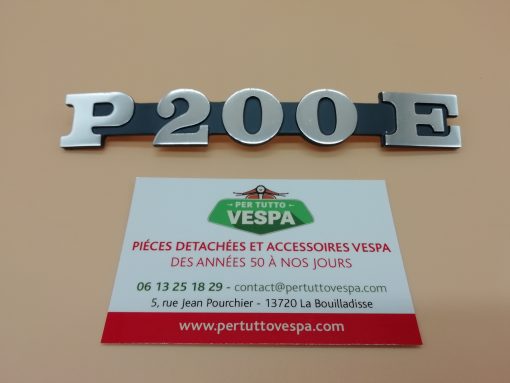 P200E
PER TUTTO
VESPA
PIÉCES DETACHÉES ET ACCESSOIRES VESPA
DES ANNÉES 50 À NOS JOURS
06 13 25 18 29 - contact@pertuttovespa.com
5, rue Jean Pourchier - 13720 La Bouilladisse
www.pertuttovespa.com